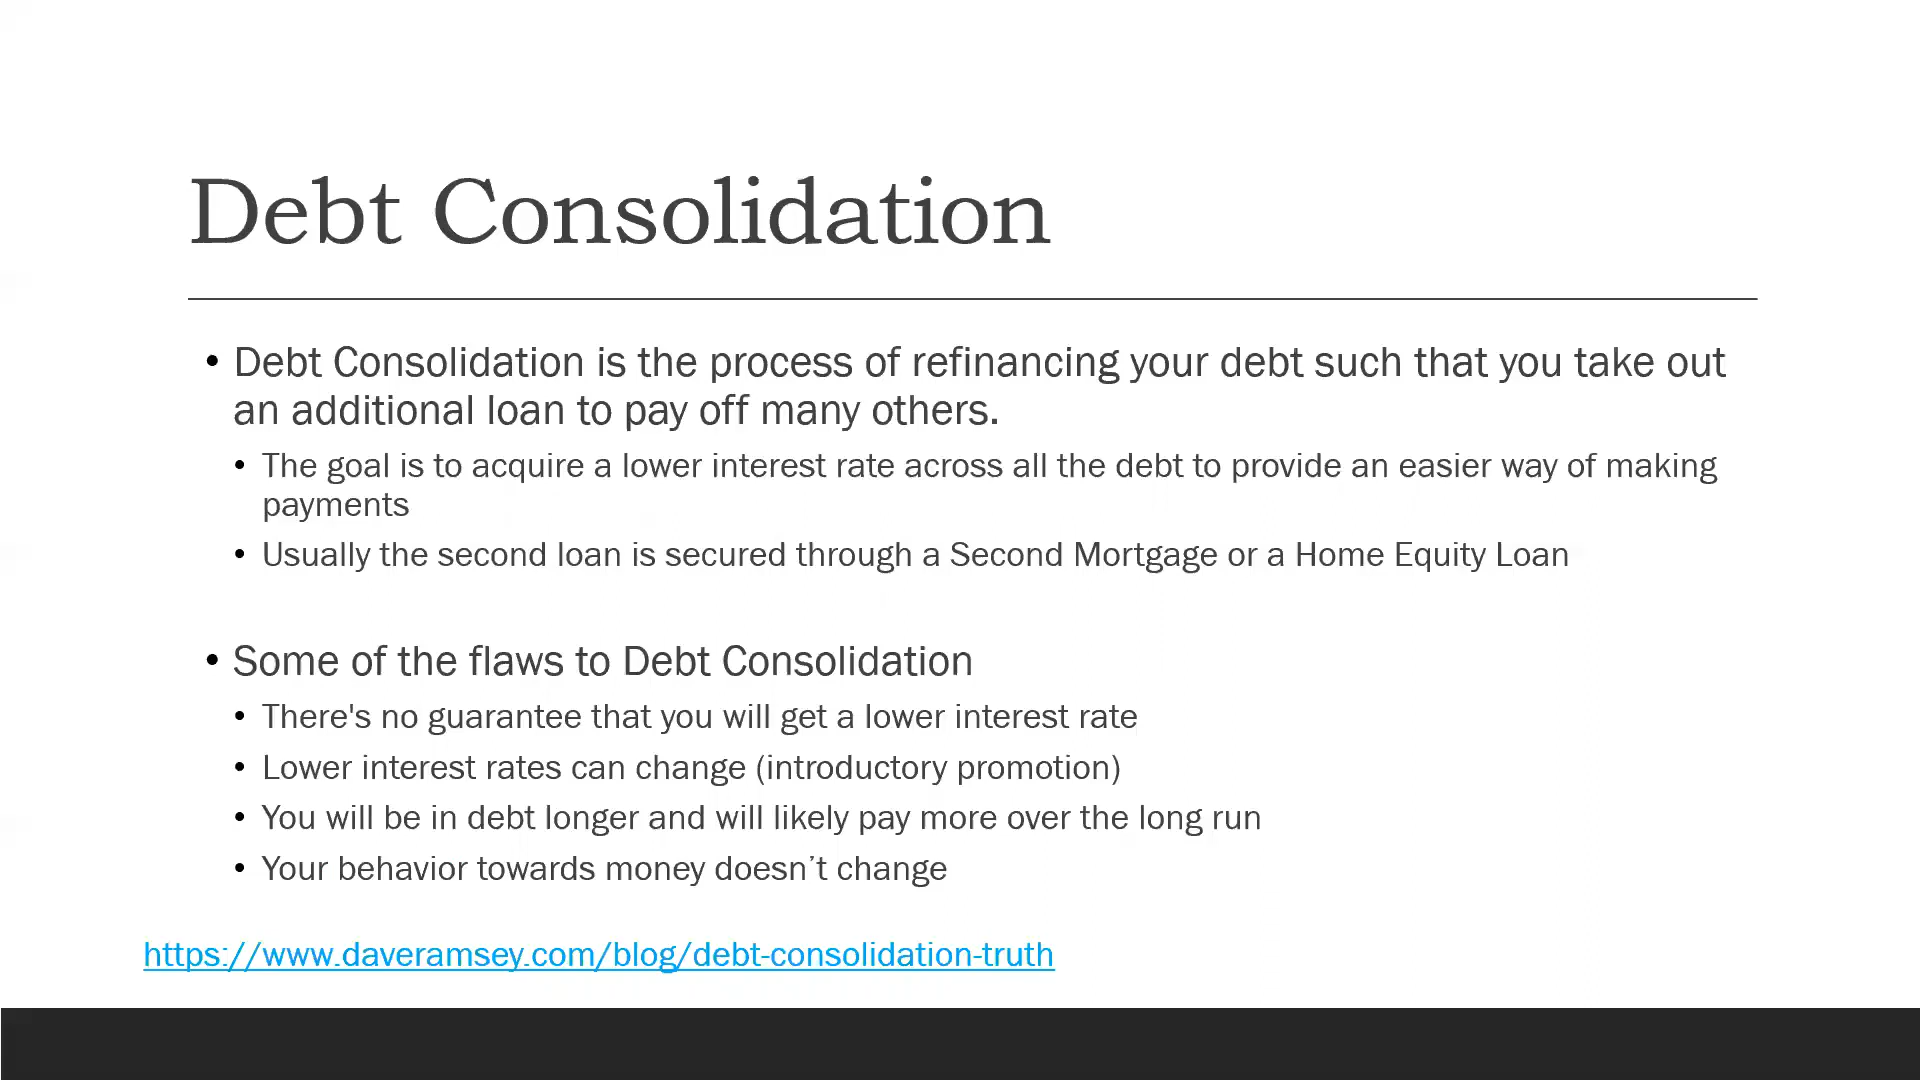 Debt Consolidation
• Debt Consolidation is the process of refinancing your debt such that you take out
an additional loan to pay off many others.
• The goal is to acquire a lower interest rate across all the debt to provide an easier way of making
payments
• Usually the second loan is secured through a Second Mortgage or a Home Equity Loan
• Some of the flaws to Debt Consolidation
• There's no guarantee that you will get a lower interest rate
• Lower interest rates can change (introductory promotion)
• You will be in debt longer and will likely pay more over the long run
• Your behavior towards money doesn’t change
https://www.daveramsey.com/blog/debt-consolidation-truth